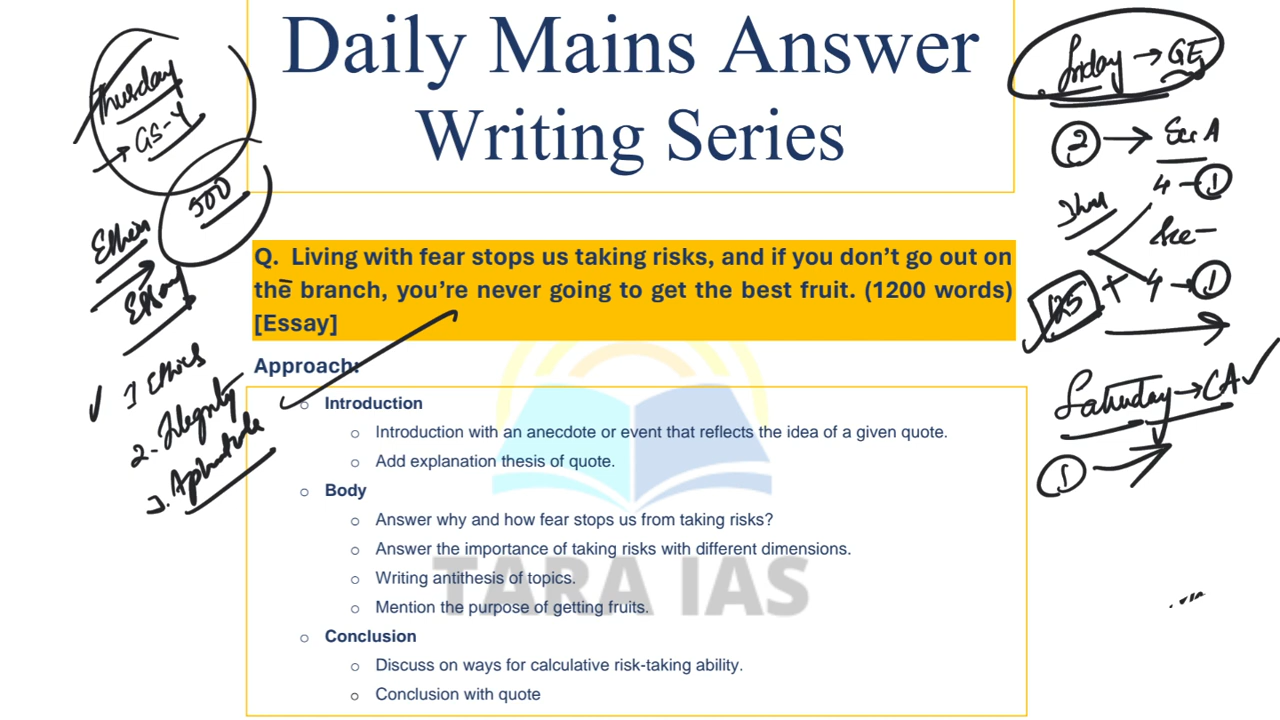 Daily Mains Answer
Writing Series
Thursday
→ GS-4
500
Ethics
Essay
1 Ethics
2. Integrity
3. Aptitude
Friday → GE
2 → Sec A
4 - 1
3 hrs
Sec -
125 + 4 → 1
Saturday → CA
1 →
Q. Living with fear stops us taking risks, and if you don’t go out on
the branch, you’re never going to get the best fruit. (1200 words)
[Essay]
Approach:
o Introduction
o Introduction with an anecdote or event that reflects the idea of a given quote.
o Add explanation thesis of quote.
o Body
o Answer why and how fear stops us from taking risks?
o Answer the importance of taking risks with different dimensions.
o Writing antithesis of topics.
o Mention the purpose of getting fruits.
o Conclusion
o Discuss on ways for calculative risk-taking ability.
o Conclusion with quote
TARA IAS